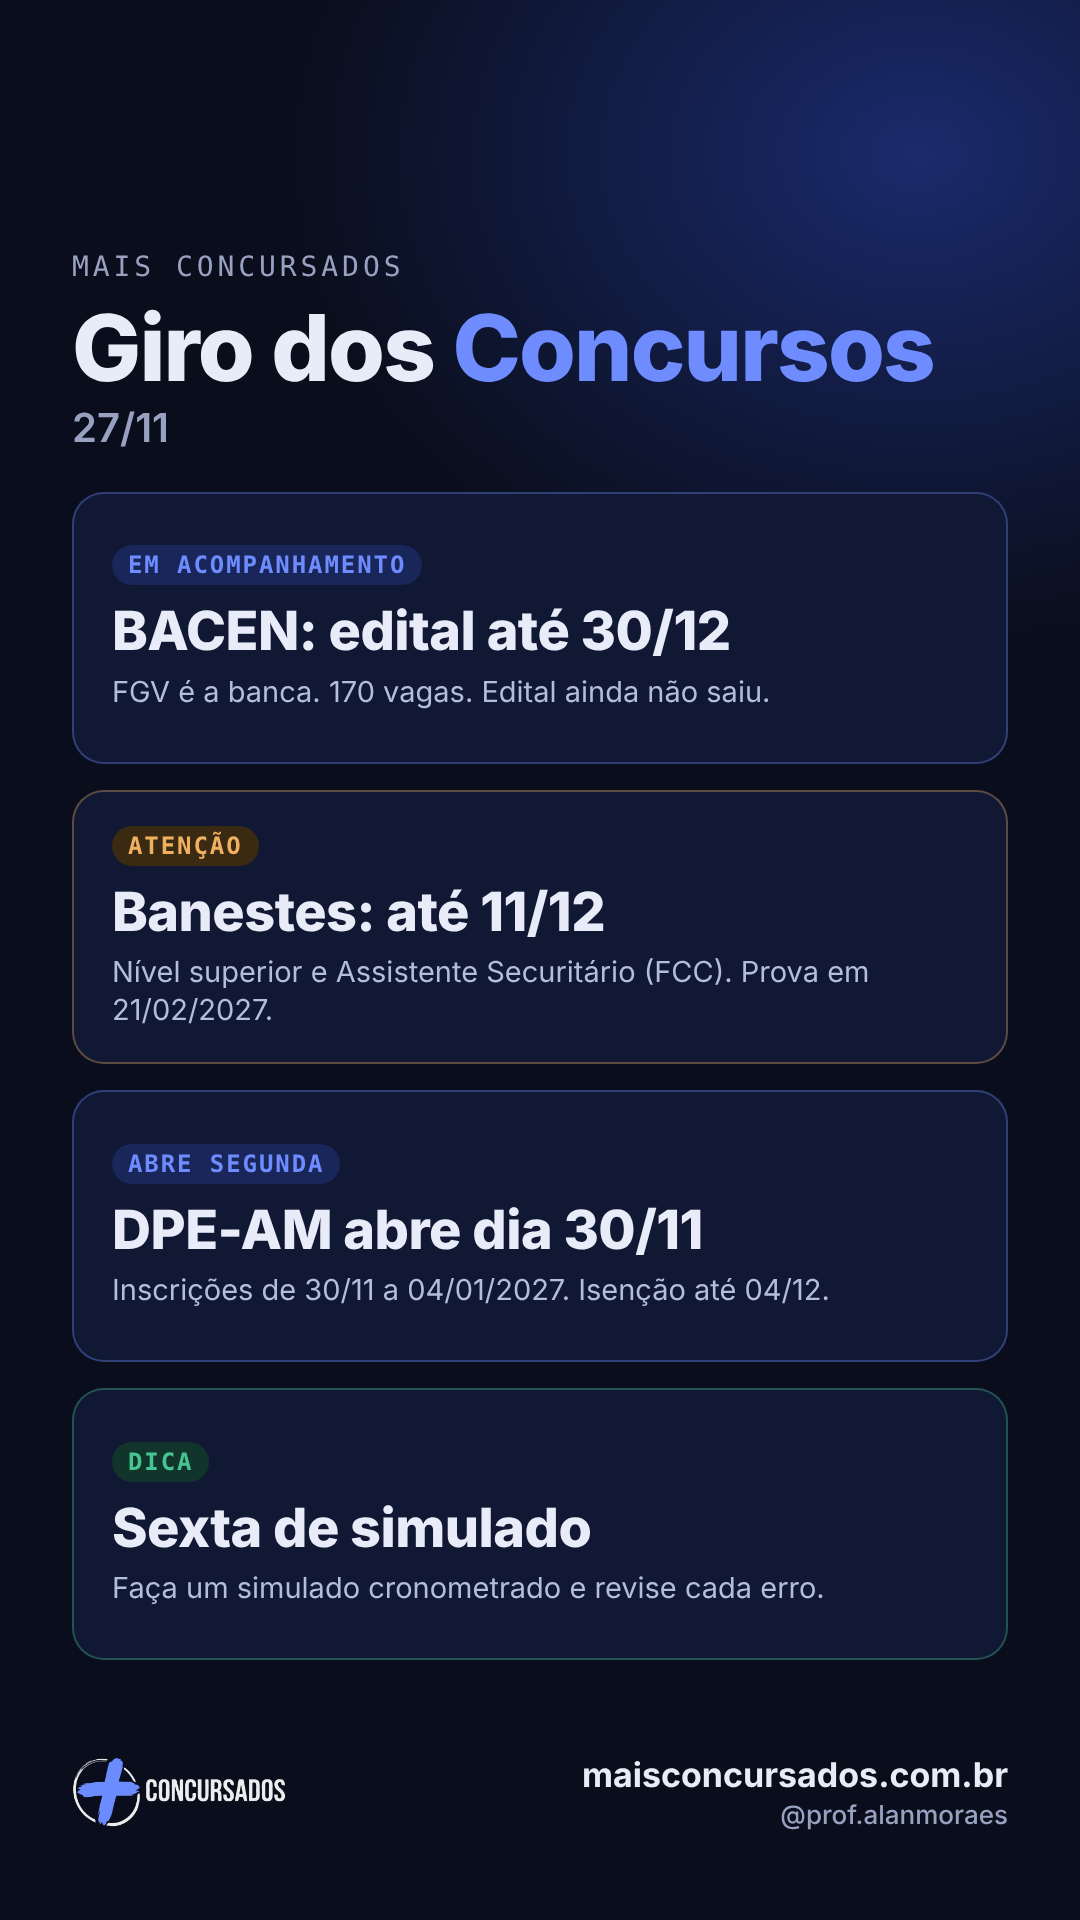 MAIS CONCURSADOS
Giro dos Concursos
27/11
EM ACOMPANHAMENTO
BACEN: edital até 30/12
FGV é a banca. 170 vagas. Edital ainda não saiu.
ATENÇÃO
Banestes: até 11/12
Nível superior e Assistente Securitário (FCC). Prova em
21/02/2027.
ABRE SEGUNDA
DPE-AM abre dia 30/11
Inscrições de 30/11 a 04/01/2027. Isenção até 04/12.
DICA
Sexta de simulado
Faça um simulado cronometrado e revise cada erro.
CONCURSADOS
maisconcursados.com.br
@prof.alanmoraes